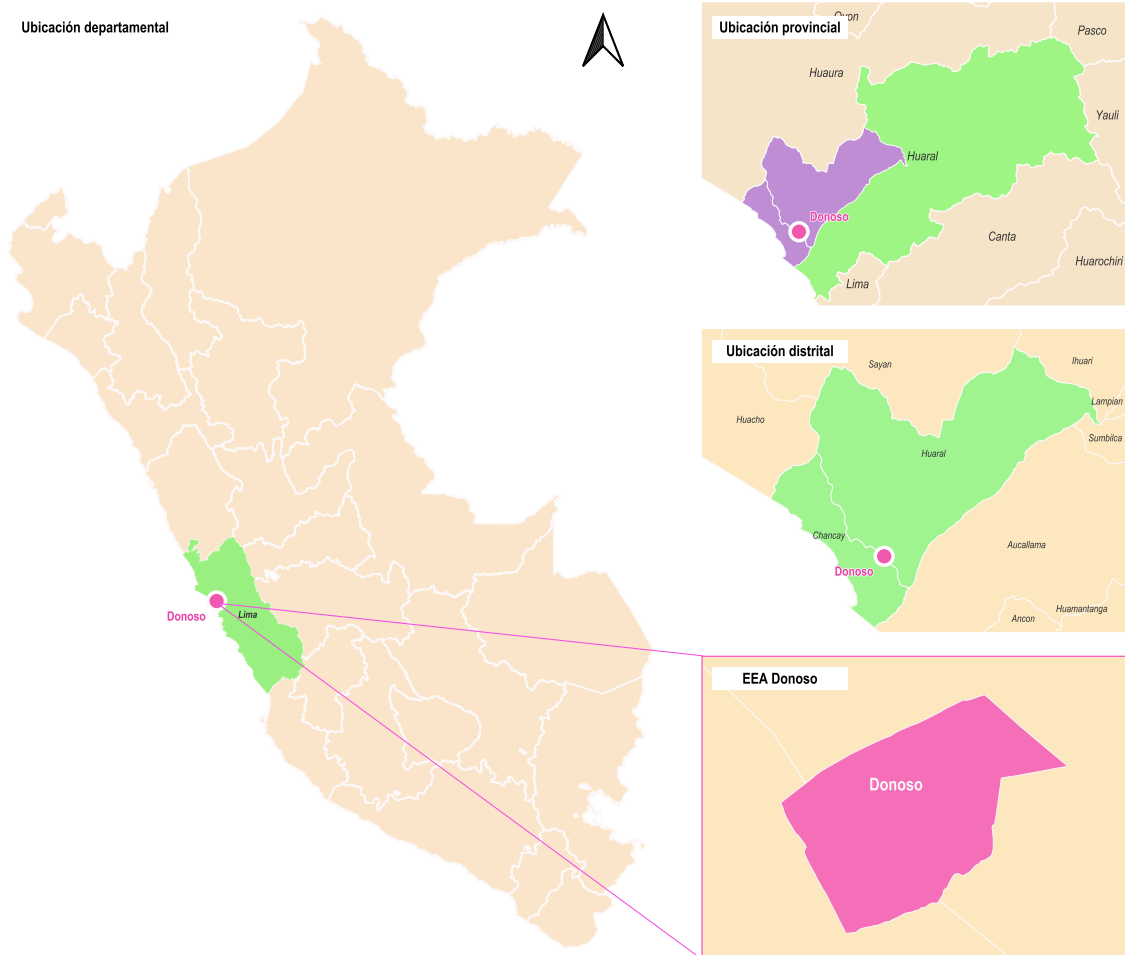 Ubicación departamental
Donoso
Lima
Ubicación provincial
Oyon
Pasco
Huaura
Yauli
Huaral
Donoso
Canta
Huarochiri
Lima
Ubicación distrital
Sayan
Ihuari
Lampian
Huacho
Sumbilca
Huaral
Chancay
Aucallama
Donoso
Huamantanga
Ancon
EEA Donoso
Donoso